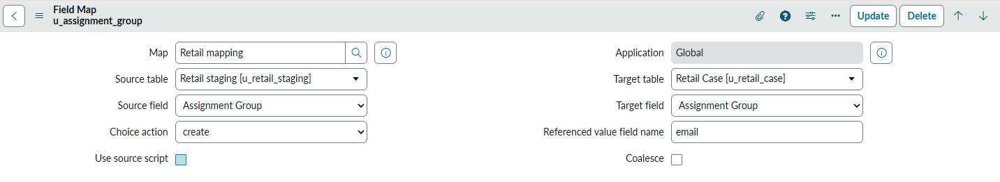 Field Map
u_assignment_group
Update Delete
Map Retail mapping Application Global
Source table Retail staging [u_retail_staging] Target table Retail Case [u_retail_case]
Source field Assignment Group Target field Assignment Group
Choice action create Referenced value field name email
Use source script Coalesce